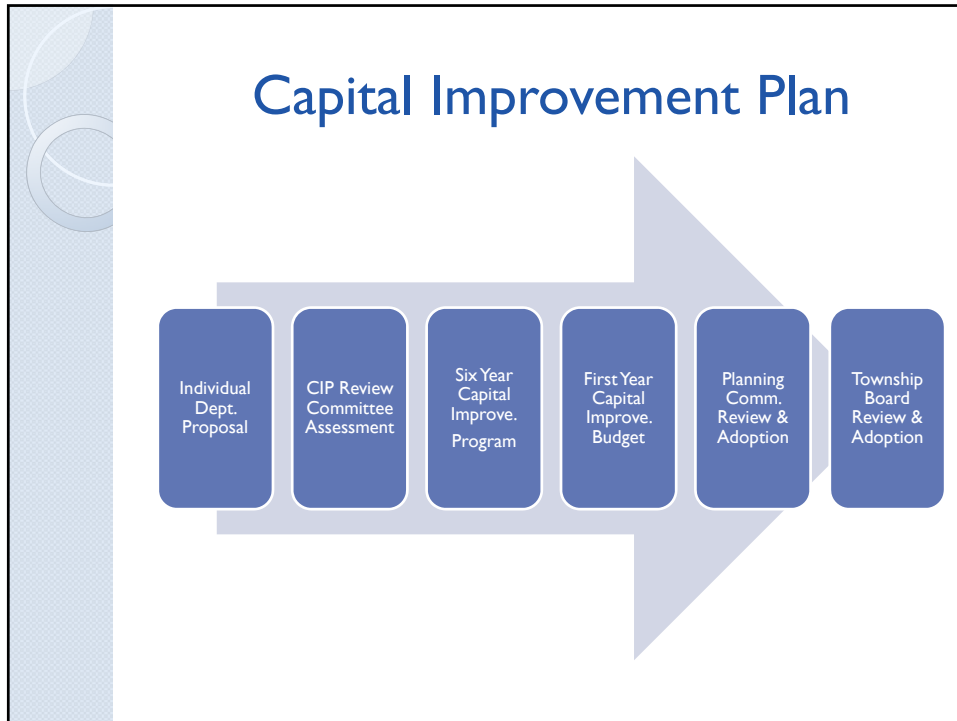 Capital Improvement Plan
Individual
Dept.
Proposal
CIP Review
Committee
Assessment
Six Year
Capital
Improve.
Program
First Year
Capital
Improve.
Budget
Planning
Comm.
Review &
Adoption
Township
Board
Review &
Adoption